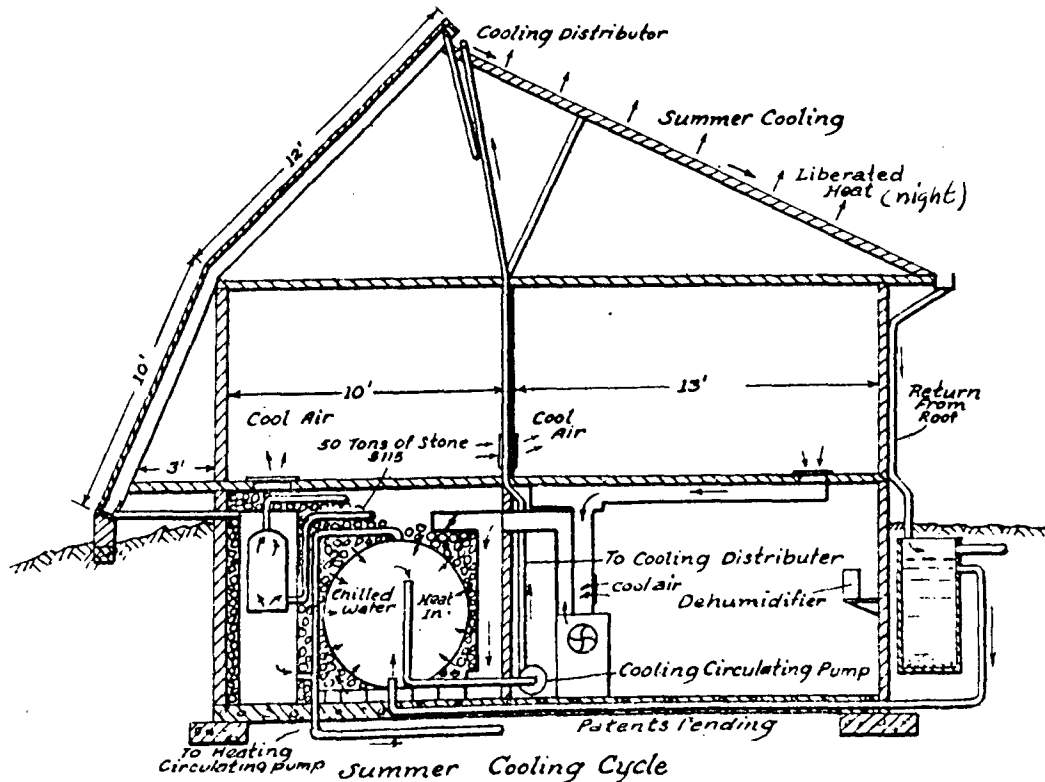 Cooling Distributor
Summer Cooling
Liberated
Heat (night)
12'
10'
10'
13'
3'
Cool Air
50 Tons of Stone
Cool
Air
Return
From
Roof
Chilled
Water
Heat
In
To Cooling Distributer
Cool air
Dehumidifier
Cooling Circulating Pump
Patents Pending
To Heating
Circulating pump
Summer Cooling Cycle